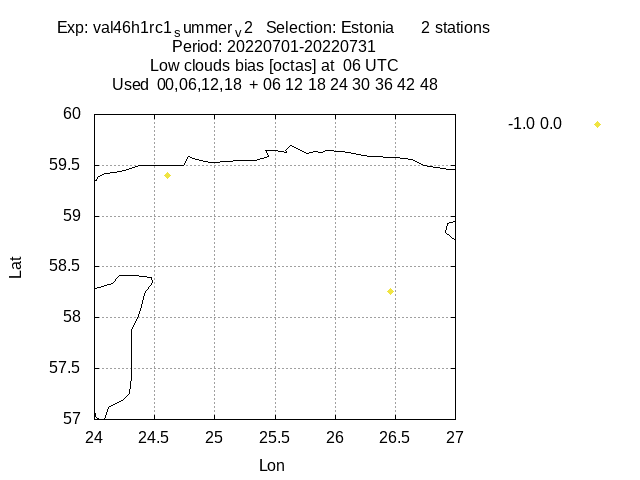 Exp: val46h1rc1summerv2 Selection: Estonia 2 stations
Period: 20220701-20220731
Low clouds bias [octas] at 06 UTC
Used 00,06,12,18 + 06 12 18 24 30 36 42 48
-1.0 0.0
60
59.5
59
58.5
58
57.5
57
Lat
24 24.5 25 25.5 26 26.5 27
Lon